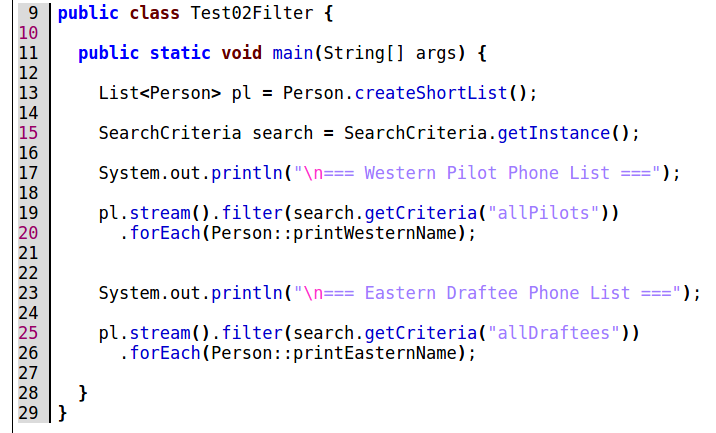 9 public class Test02Filter {
10
11   public static void main(String[] args) {
12
13     List<Person> pl = Person.createShortList();
14
15     SearchCriteria search = SearchCriteria.getInstance();
16
17     System.out.println("\n=== Western Pilot Phone List ===");
18
19     pl.stream().filter(search.getCriteria("allPilots"))
20       .forEach(Person::printWesternName);
21
22
23     System.out.println("\n=== Eastern Draftee Phone List ===");
24
25     pl.stream().filter(search.getCriteria("allDraftees"))
26       .forEach(Person::printEasternName);
27
28   }
29 }